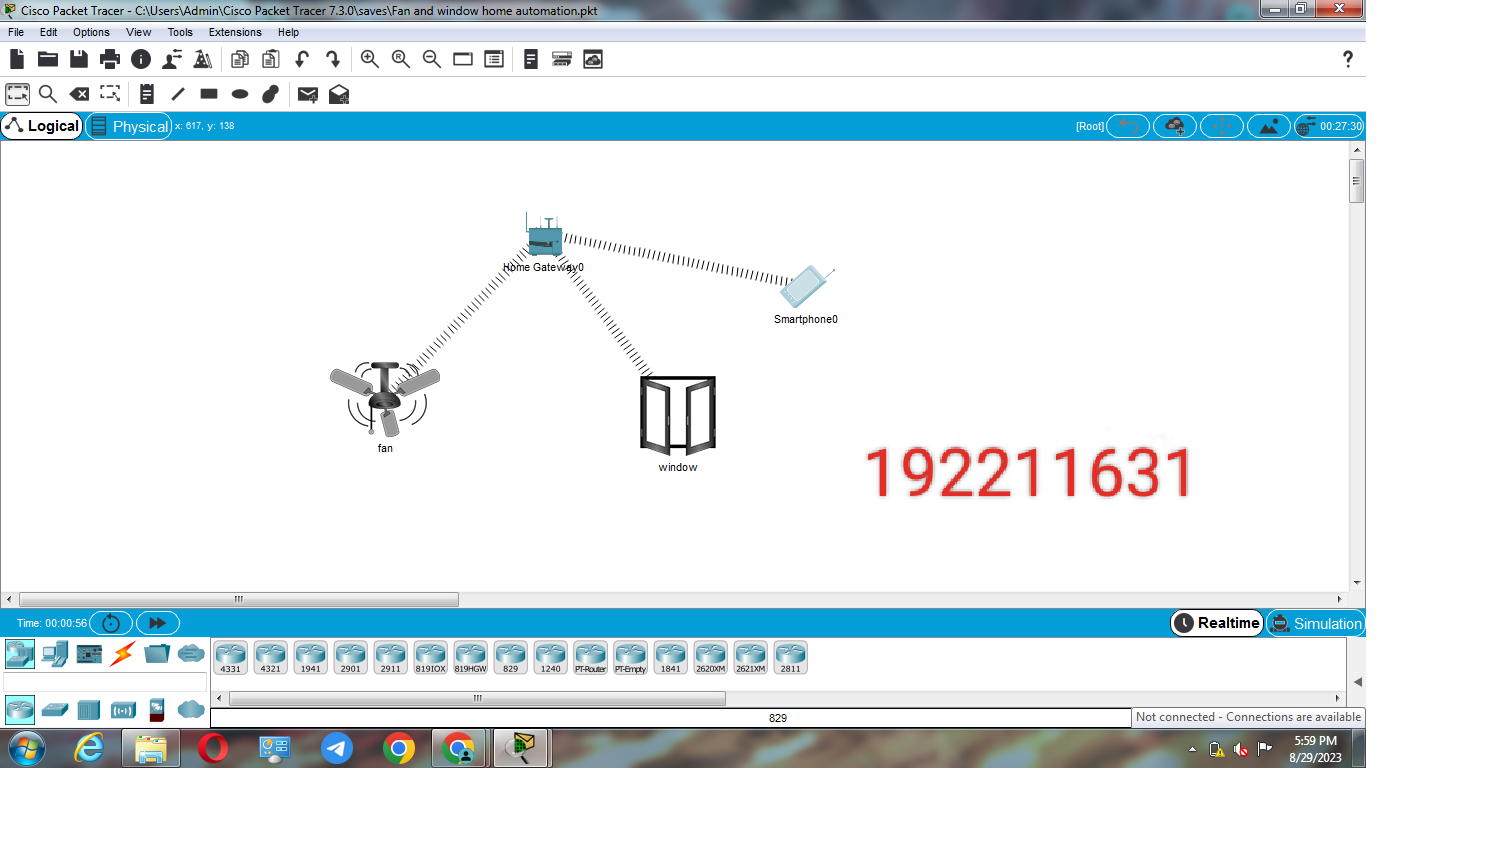 Cisco Packet Tracer - C:\Users\Admin\Cisco Packet Tracer 7.3.0\saves\Fan and window home automation.pkt
File Edit Options View Tools Extensions Help
Logical Physical x: 617, y: 138 [Root] 00:27:30
Home Gateway0
Smartphone0
fan
window
192211631
Time: 00:00:56 Realtime Simulation
4331 4321 1941 2901 2911 819IOX 819HGW 829 1240 PT-Router PT-Empty 1841 2620XM 2621XM 2811
829
Not connected - Connections are available
5:59 PM
8/29/2023